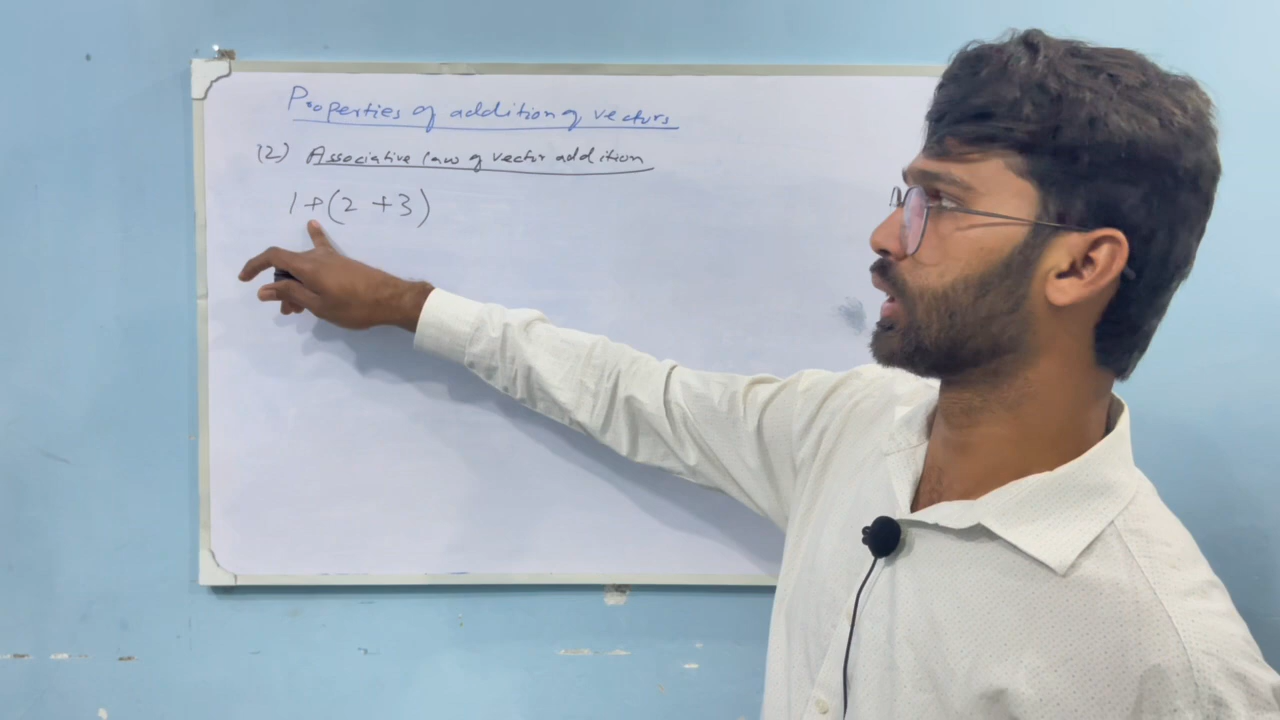 Properties of addition of vectors
(2) Associative law of vector addition
1+(2+3)